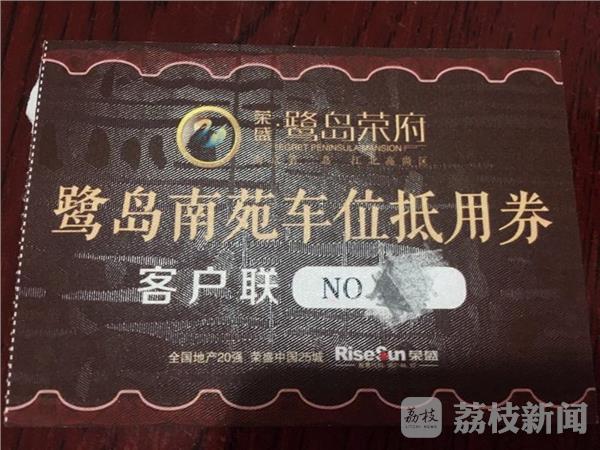 荣盛·鹭岛荣府
EGRET PENINSULA MANSION
鹭岛南苑车位抵用券
客户联 NO
全国地产20强 荣盛中国25城 RiseSun 荣盛
荔枝 荔枝新闻
LITCHI NEWS